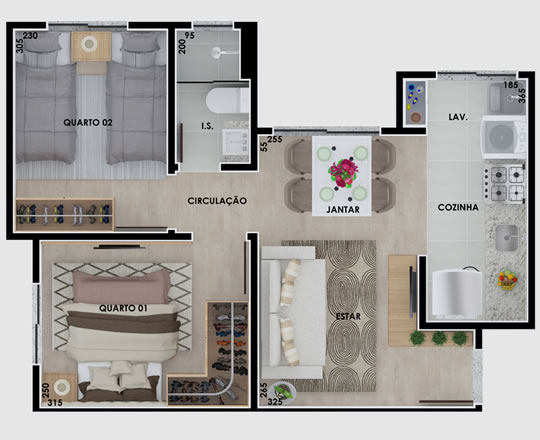 230
305
QUARTO 02
95
200
I.S.
185
365
LAV.
55
255
CIRCULAÇÃO
JANTAR
COZINHA
QUARTO 01
ESTAR
250
315
265
325